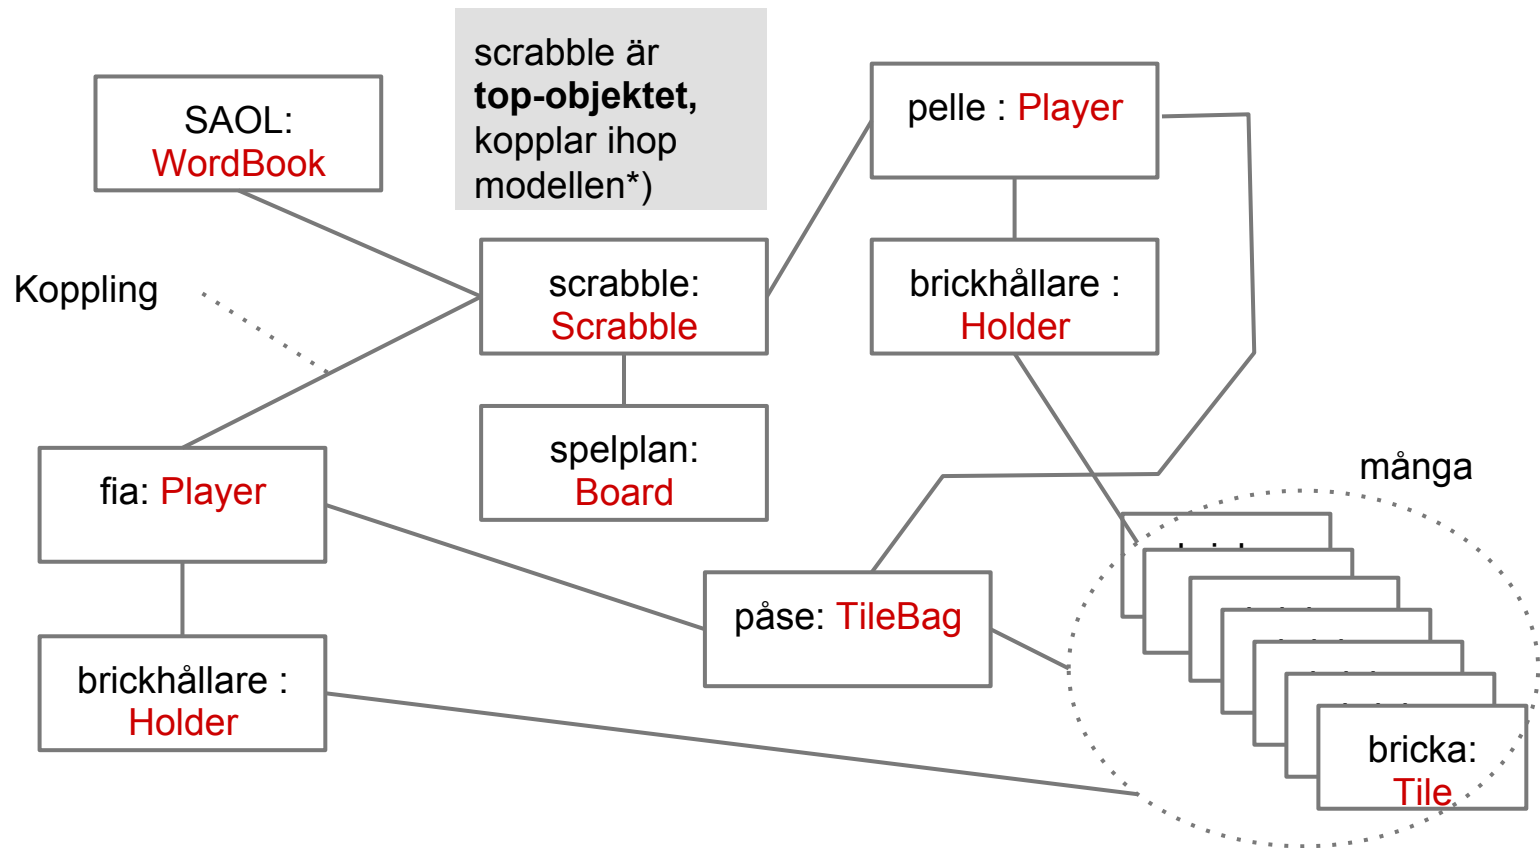 scrabble är
top-objektet,
kopplar ihop
modellen*)
SAOL:
WordBook
pelle : Player
Koppling
scrabble:
Scrabble
brickhållare :
Holder
spelplan:
Board
fia: Player
många
påse: TileBag
brickhållare :
Holder
bricka:
Tile